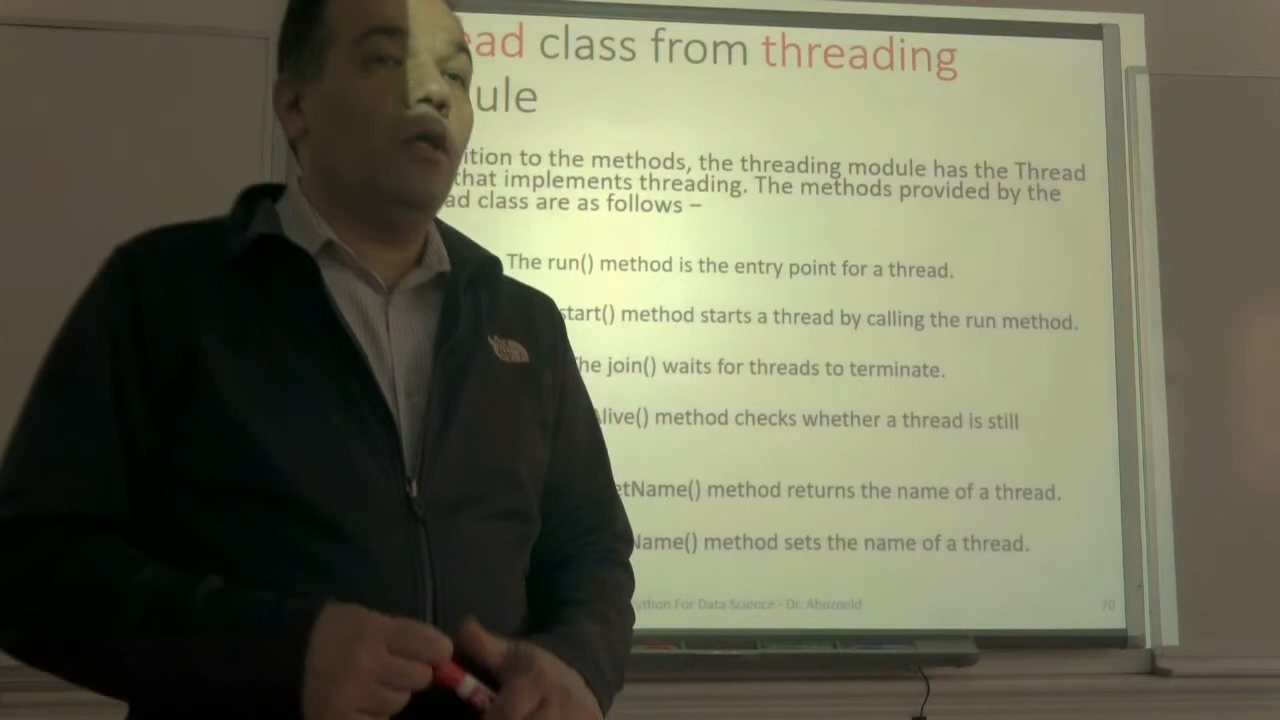 ead class from threading
ule
ition to the methods, the threading module has the Thread
that implements threading. The methods provided by the
ad class are as follows –
The run() method is the entry point for a thread.
start() method starts a thread by calling the run method.
he join() waits for threads to terminate.
Alive() method checks whether a thread is still
etName() method returns the name of a thread.
Name() method sets the name of a thread.
ython For Data Science - Dr. Abuzneid 70